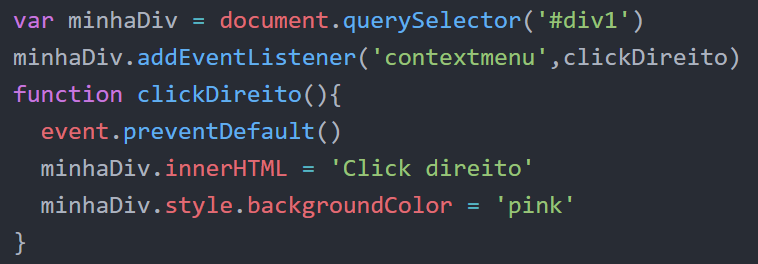 var minhaDiv = document.querySelector('#div1')
minhaDiv.addEventListener('contextmenu',clickDireito)
function clickDireito(){
  event.preventDefault()
  minhaDiv.innerHTML = 'Click direito'
  minhaDiv.style.backgroundColor = 'pink'
}